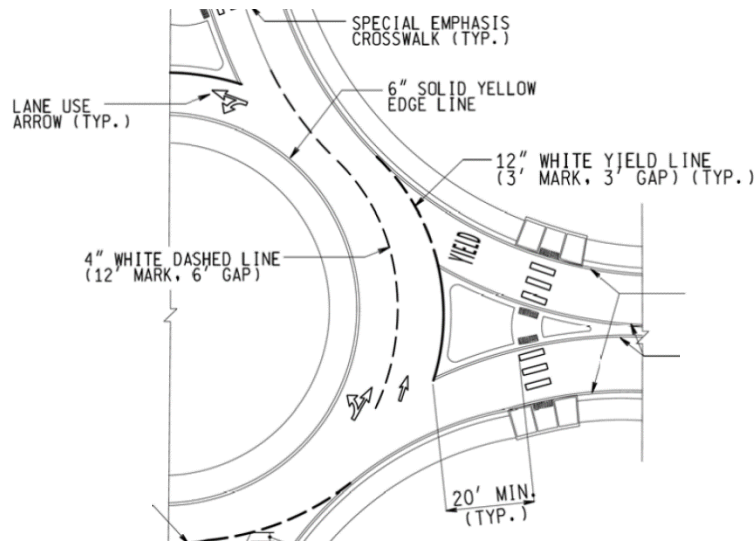 SPECIAL EMPHASIS
CROSSWALK (TYP.)
6" SOLID YELLOW
EDGE LINE
LANE USE
ARROW (TYP.)
12" WHITE YIELD LINE
(3' MARK, 3' GAP) (TYP.)
YIELD
4" WHITE DASHED LINE
(12' MARK, 6' GAP)
20' MIN.
(TYP.)